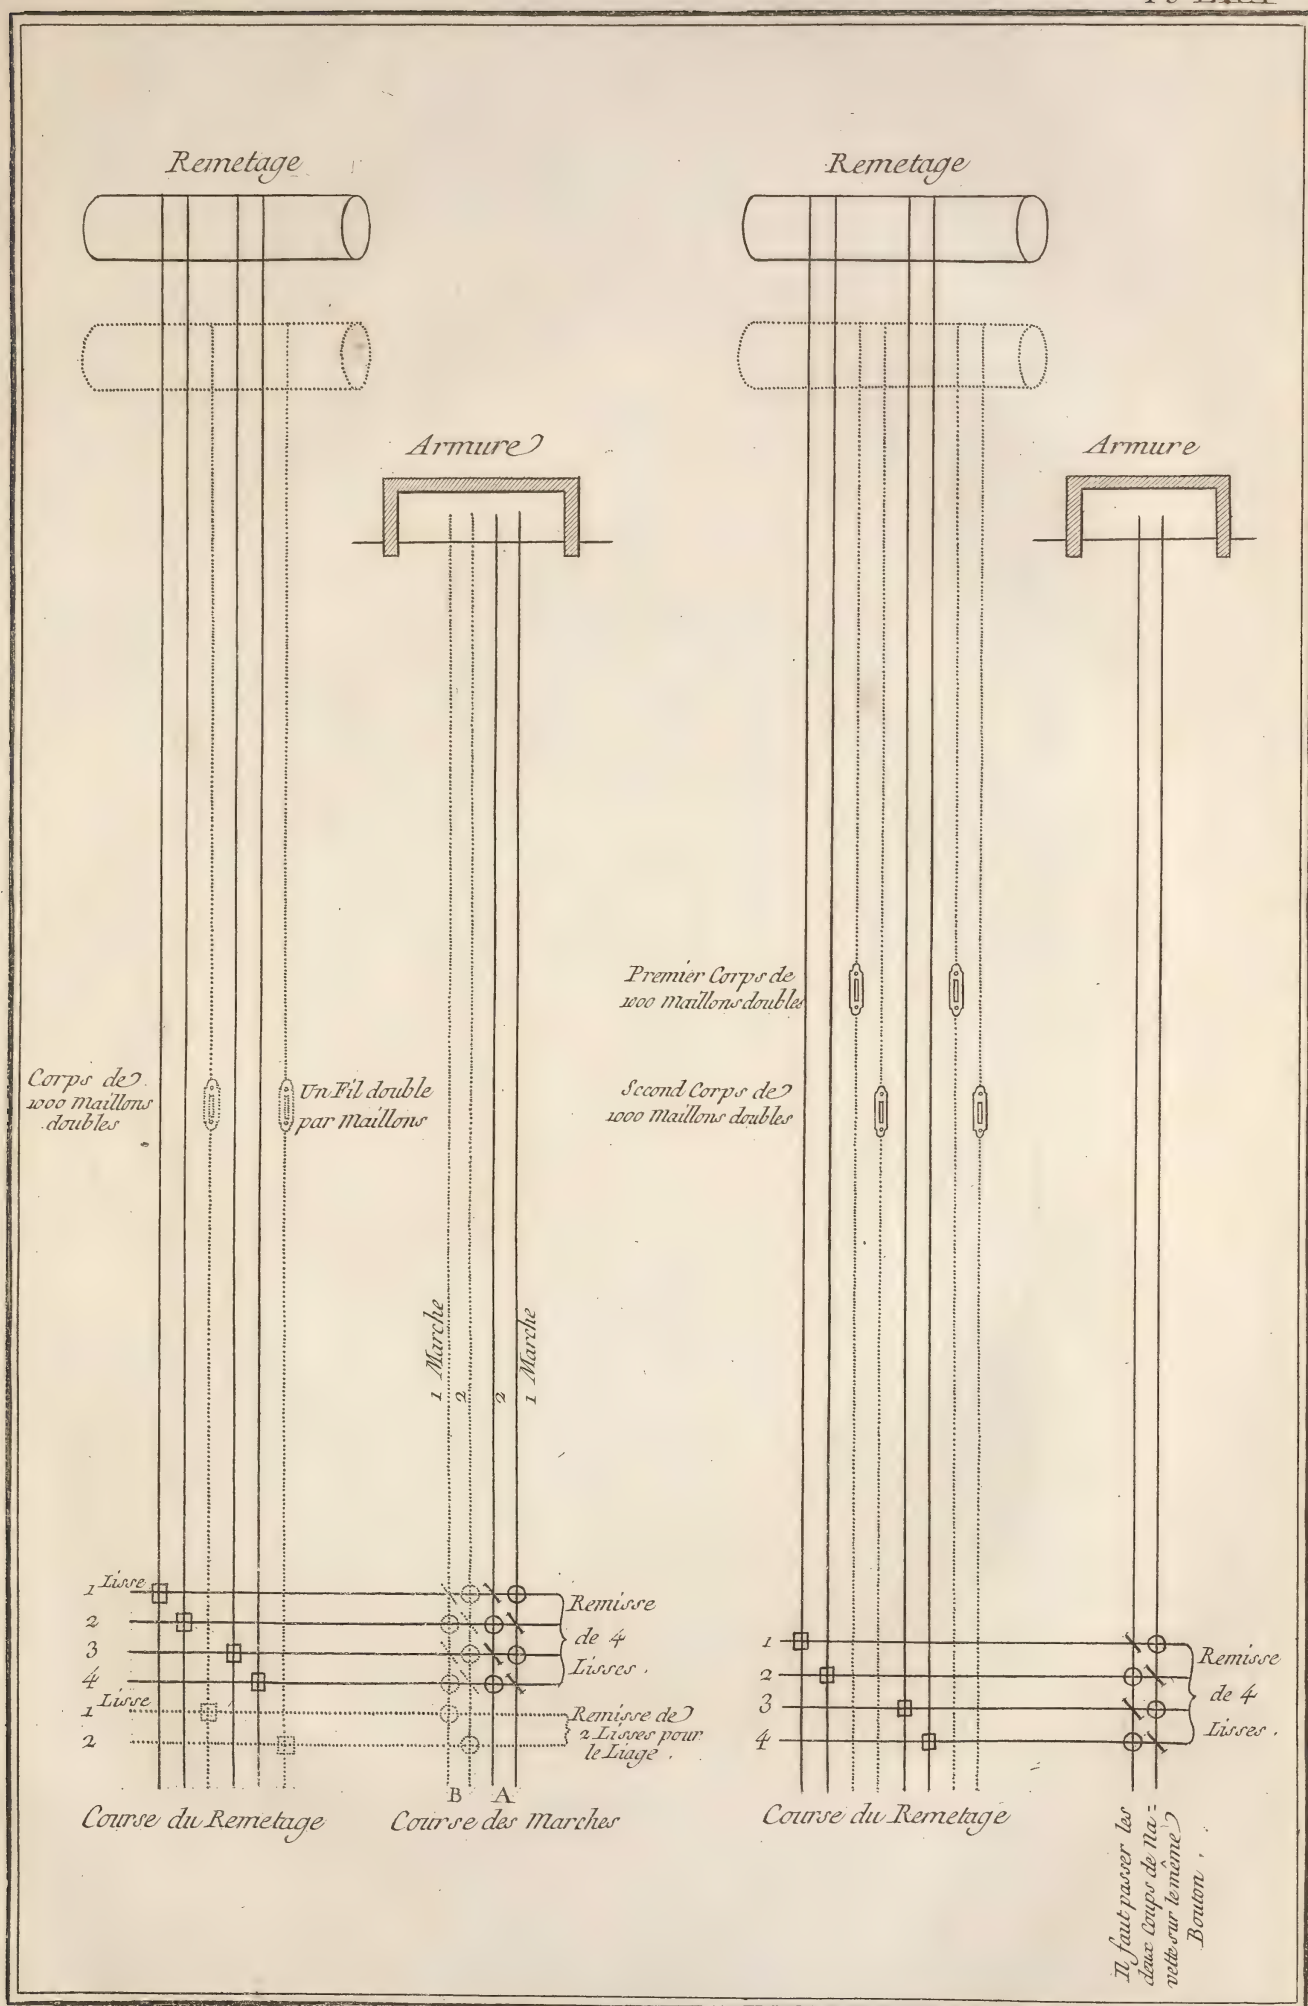 Remetage
Armure
Corps de
1000 Maillons
doubles
Un Fil double
par Maillons
1 Marche
2
2
1 Marche
1 Lisse
2
3
4
1 Lisse
2
Remisse
de 4
Lisses.
Remisse de
2 Lisses pour
le Liage.
B A
Course du Remetage
Course des Marches
Remetage
Armure
Premier Corps de
1000 Maillons doubles
Second Corps de
1000 Maillons doubles
1
2
3
4
Remisse
de 4
Lisses.
Course du Remetage
Il faut passer les
deux Coups de Na=
vette sur le même
Bouton.